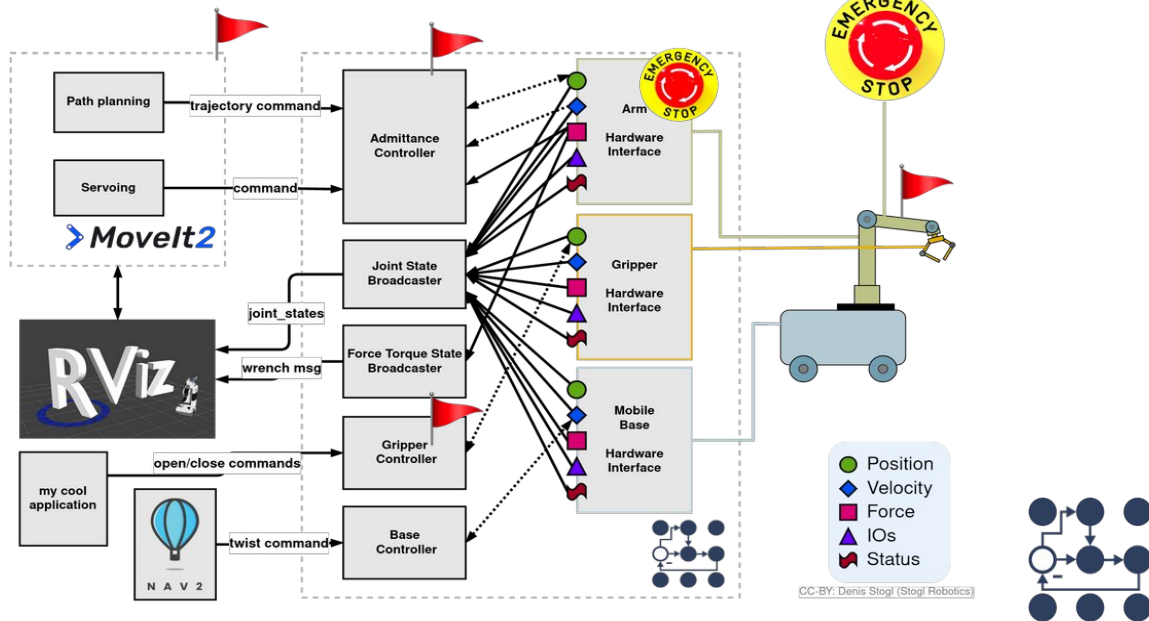 EMERGENCY
STOP
Path planning
trajectory command
Servoing
command
MoveIt2
Admittance
Controller
EMERGENCY
STOP
Arm
Hardware
Interface
Joint State
Broadcaster
joint_states
Gripper
Hardware
Interface
RViz
Force Torque State
Broadcaster
wrench msg
Gripper
Controller
open/close commands
my cool
application
Mobile
Base
Hardware
Interface
NAV2
twist command
Base
Controller
Position
Velocity
Force
IOs
Status
CC-BY: Denis Stogl (Stogl Robotics)